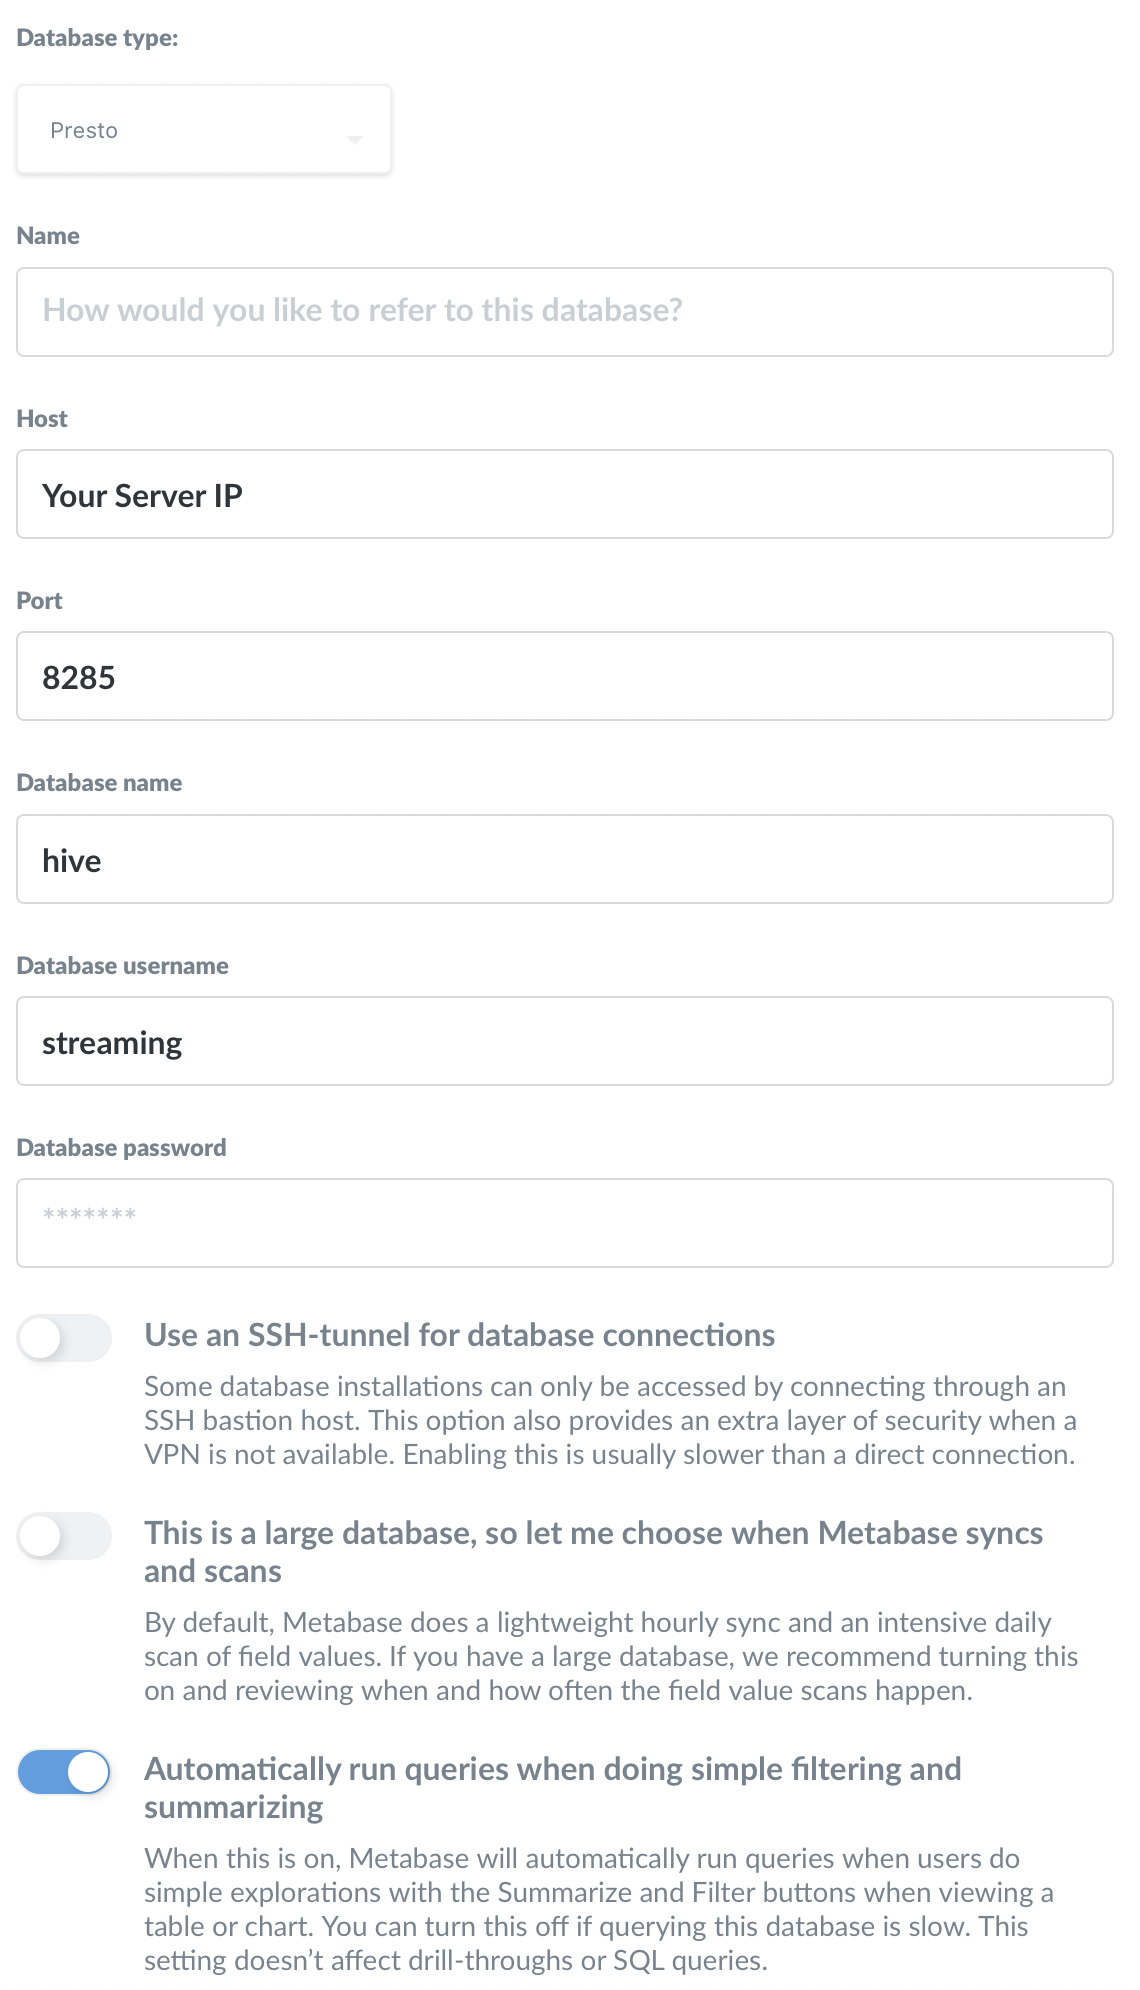 Database type:
Presto
Name
How would you like to refer to this database?
Host
Your Server IP
Port
8285
Database name
hive
Database username
streaming
Database password
*******
Use an SSH-tunnel for database connections
Some database installations can only be accessed by connecting through an
SSH bastion host. This option also provides an extra layer of security when a
VPN is not available. Enabling this is usually slower than a direct connection.
This is a large database, so let me choose when Metabase syncs
and scans
By default, Metabase does a lightweight hourly sync and an intensive daily
scan of field values. If you have a large database, we recommend turning this
on and reviewing when and how often the field value scans happen.
Automatically run queries when doing simple filtering and
summarizing
When this is on, Metabase will automatically run queries when users do
simple explorations with the Summarize and Filter buttons when viewing a
table or chart. You can turn this off if querying this database is slow. This
setting doesn’t affect drill-throughs or SQL queries.